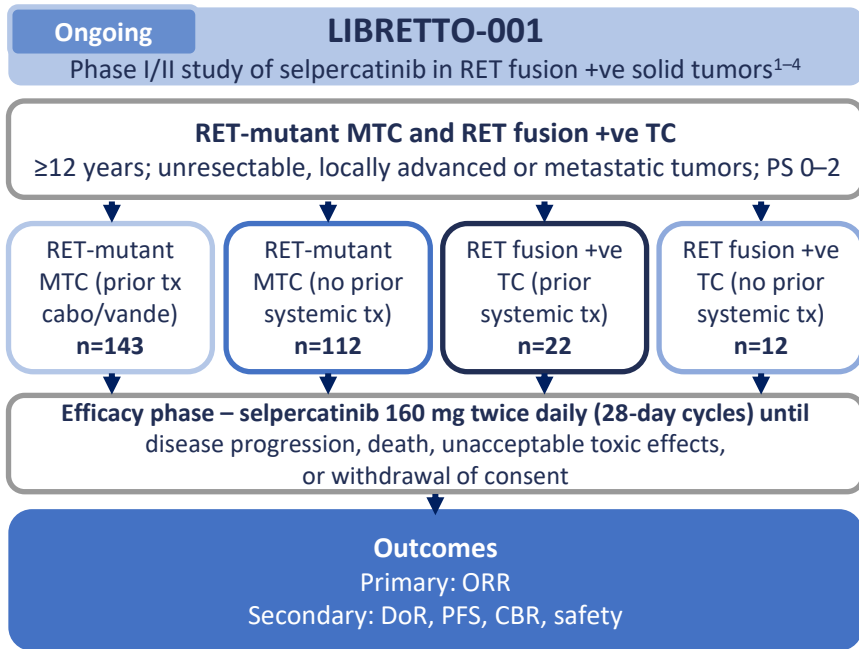 Ongoing
LIBRETTO-001
Phase I/II study of selpercatinib in RET fusion +ve solid tumors¹⁻⁴
RET-mutant MTC and RET fusion +ve TC
≥12 years; unresectable, locally advanced or metastatic tumors; PS 0–2
RET-mutant
MTC (prior tx
cabo/vande)
n=143
RET-mutant
MTC (no prior
systemic tx)
n=112
RET fusion +ve
TC (prior
systemic tx)
n=22
RET fusion +ve
TC (no prior
systemic tx)
n=12
Efficacy phase – selpercatinib 160 mg twice daily (28-day cycles) until
disease progression, death, unacceptable toxic effects,
or withdrawal of consent
Outcomes
Primary: ORR
Secondary: DoR, PFS, CBR, safety